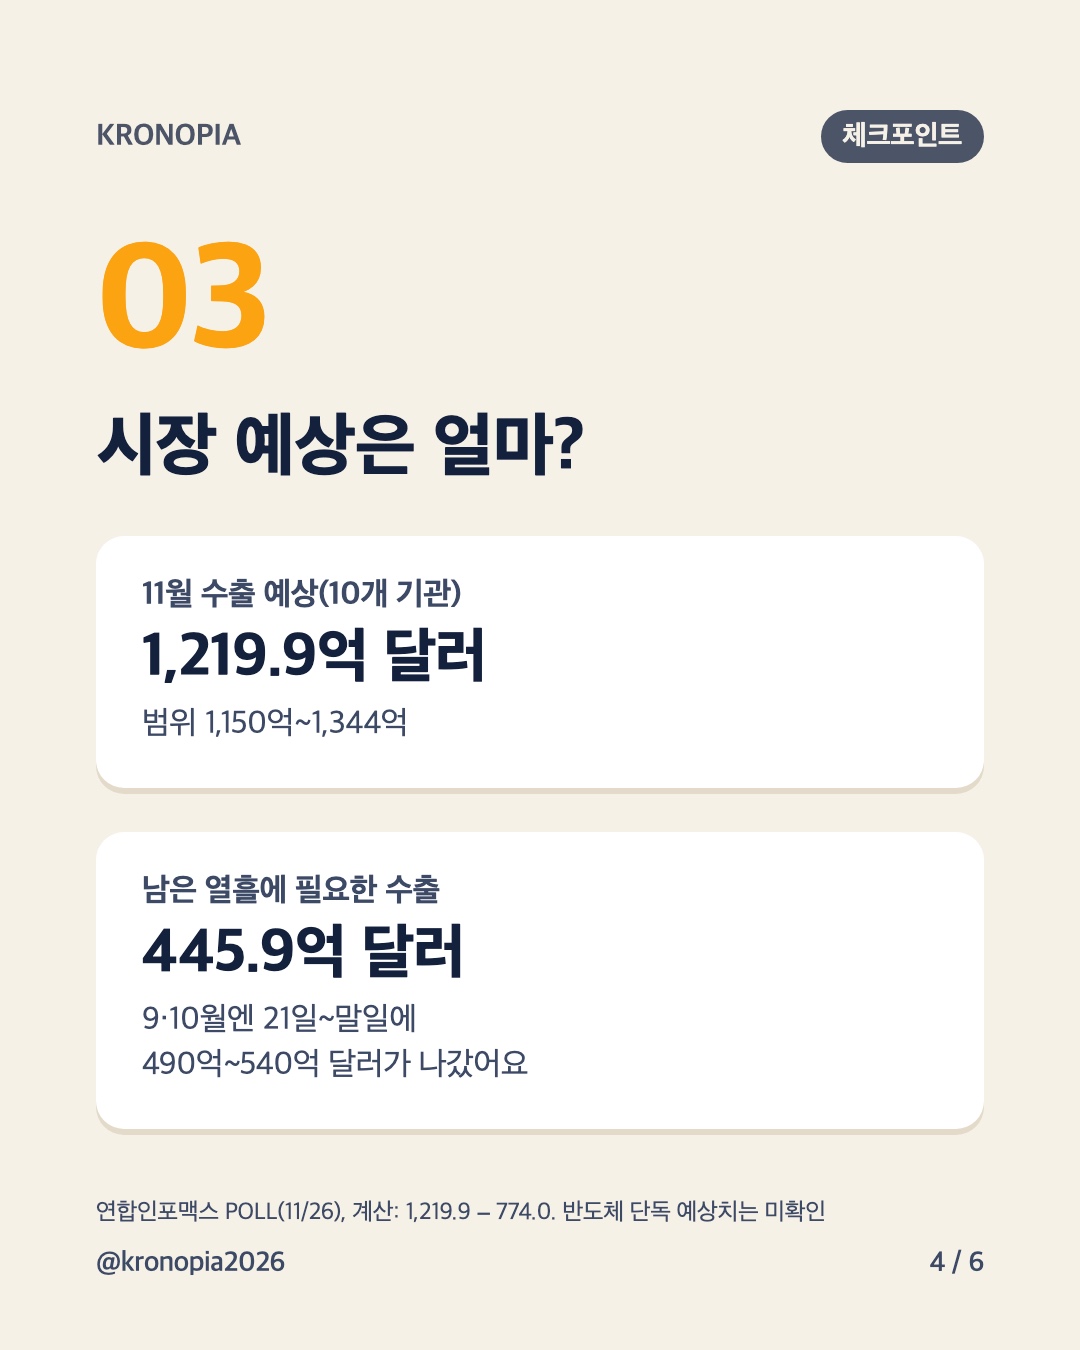 KRONOPIA
체크포인트
03
시장 예상은 얼마?
11월 수출 예상(10개 기관)
1,219.9억 달러
범위 1,150억~1,344억
남은 열흘에 필요한 수출
445.9억 달러
9·10월엔 21일~말일에
490억~540억 달러가 나갔어요
연합인포맥스 POLL(11/26), 계산: 1,219.9 – 774.0. 반도체 단독 예상치는 미확인
@kronopia2026
4 / 6